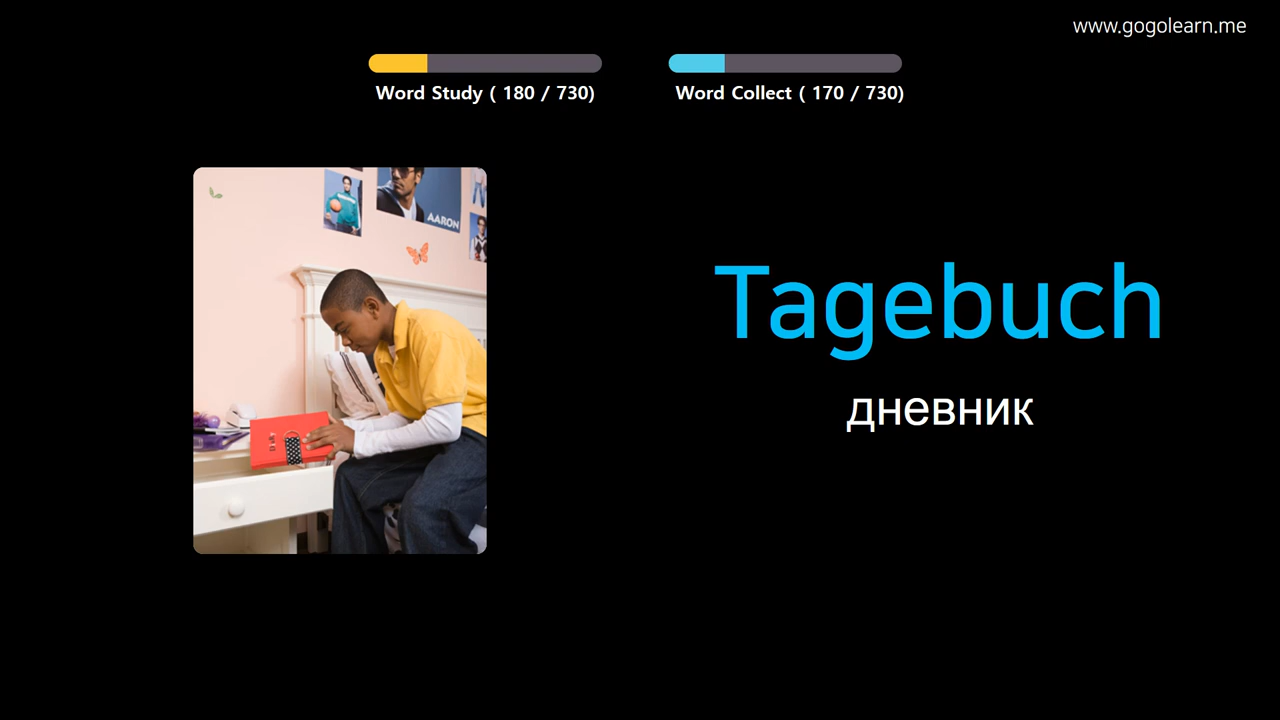 www.gogolearn.me
Word Study ( 180 / 730)
Word Collect ( 170 / 730)
AARON
Tagebuch
дневник